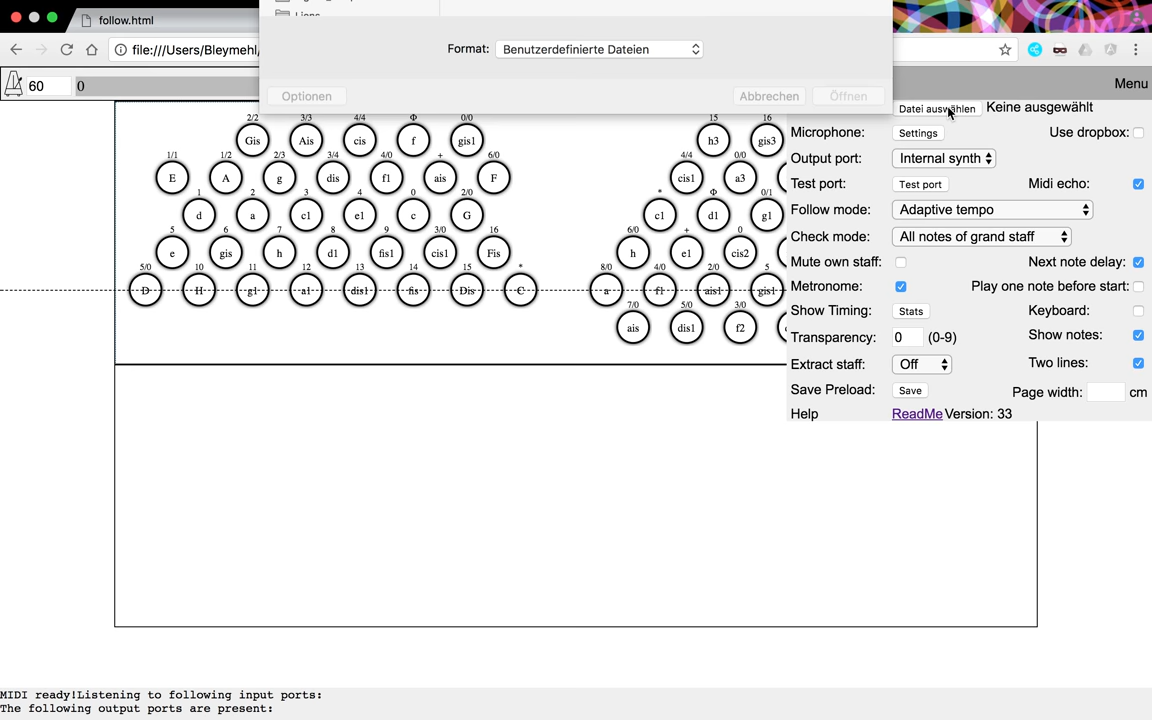 follow.html
file:///Users/Bleymehl/
Format: Benutzerdefinierte Dateien
Optionen Abbrechen Öffnen
60 0 Menu
Datei auswählen Keine ausgewählt
Microphone: Settings Use dropbox:
Output port: Internal synth
Test port: Test port Midi echo:
Follow mode: Adaptive tempo
Check mode: All notes of grand staff
Mute own staff: Next note delay:
Metronome: Play one note before start:
Show Timing: Stats Keyboard:
Transparency: 0 (0-9) Show notes:
Extract staff: Off Two lines:
Save Preload: Save Page width: cm
Help ReadMe Version: 33
2/2 3/3 4/4 Φ 0/0
Gis Ais cis f gis1
1/1 1/2 2/3 3/4 4/0 + 6/0
E A g dis f1 ais F
1 2 3 4 0 2/0
d a c1 e1 c G
5 6 7 8 9 3/0 16
e gis h d1 fis1 cis1 Fis
5/0 10 11 12 13 14 15 *
D H g1 a1 dis1 fis Dis C
15 16
h3 gis3
4/4 0/0
cis1 a3
* Φ 0/1
c1 d1 g1
6/0 + 0
h e1 cis2
8/0 4/0 2/0 5
a f1 ais1 gis1
7/0 5/0 3/0
ais dis1 f2
MIDI ready!Listening to following input ports:
The following output ports are present: